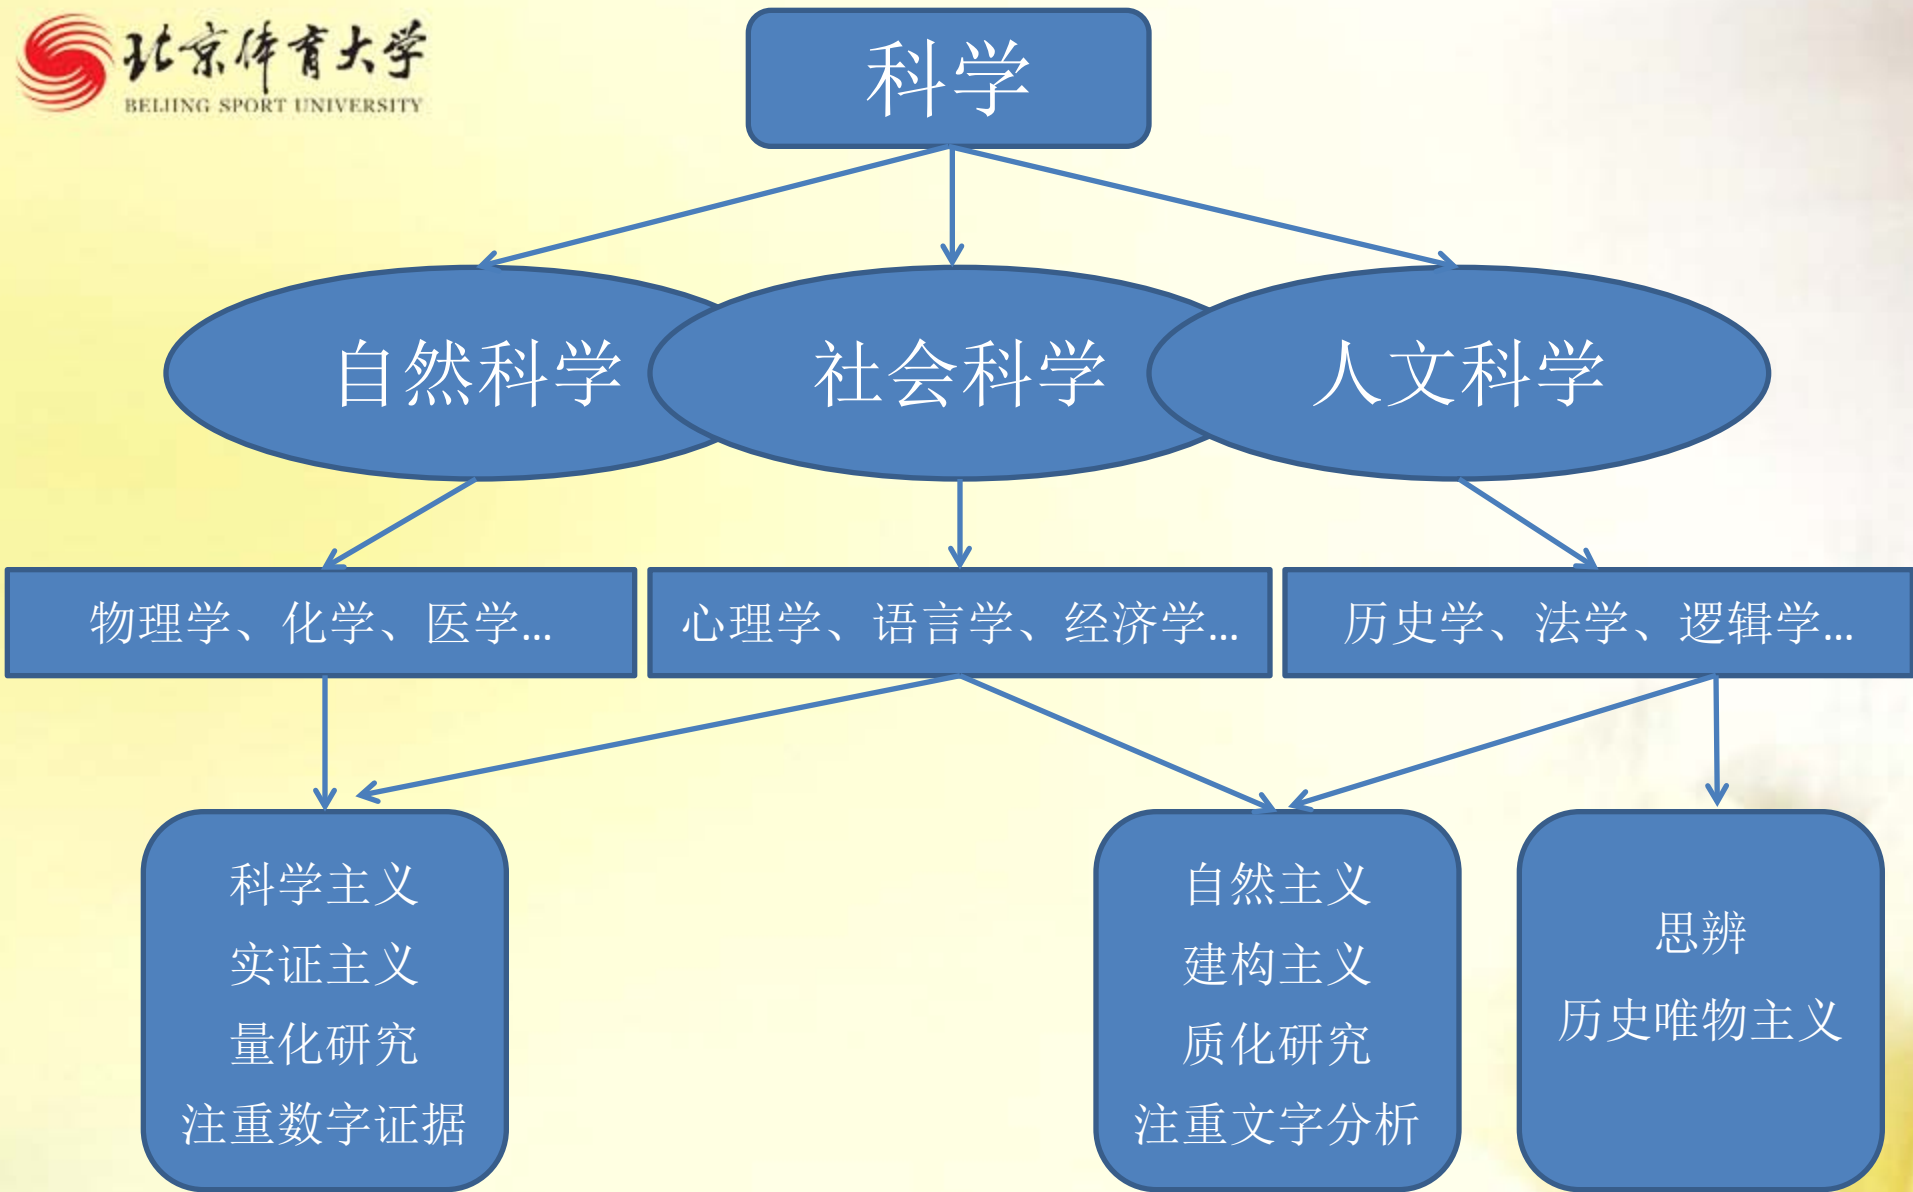 北京体育大学
BEIJING SPORT UNIVERSITY
科学
自然科学
社会科学
人文科学
物理学、化学、医学...
心理学、语言学、经济学...
历史学、法学、逻辑学...
科学主义
实证主义
量化研究
注重数字证据
自然主义
建构主义
质化研究
注重文字分析
思辨
历史唯物主义